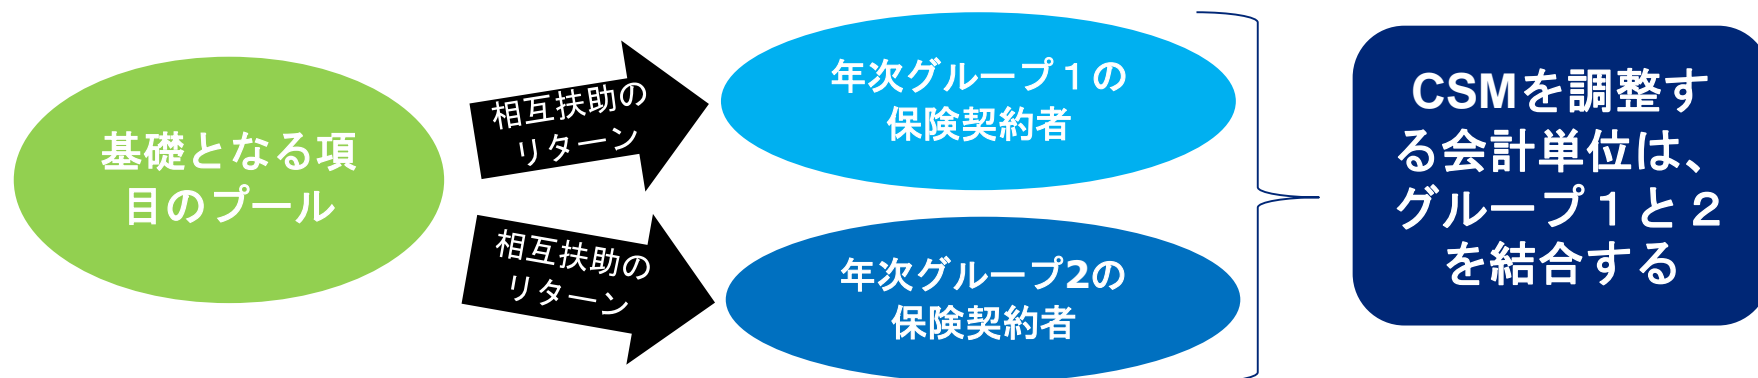 基礎となる項
目のプール
相互扶助の
リターン
相互扶助の
リターン
年次グループ１の
保険契約者
年次グループ2の
保険契約者
CSMを調整す
る会計単位は、
グループ１と２
を結合する